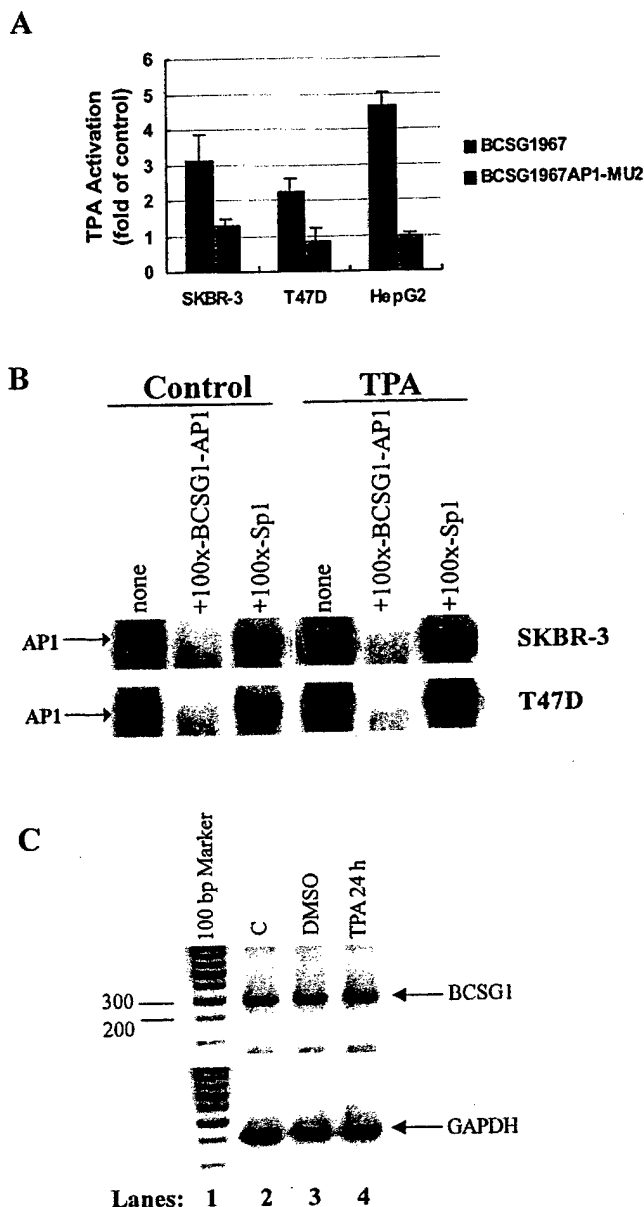 A
TPA Activation
(fold of control)
6
5
4
3
2
1
0
SKBR-3 T47D HepG2
BCSG1967
BCSG1967AP1-MU2
B
Control TPA
none +100x-BCSG1-AP1 +100x-Sp1 none +100x-BCSG1-AP1 +100x-Sp1
AP1 SKBR-3
AP1 T47D
C
100 bp Marker C DMSO TPA 24 h
300
200
BCSG1
GAPDH
Lanes: 1 2 3 4